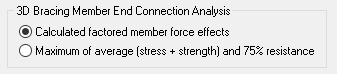 3D Bracing Member End Connection Analysis
Calculated factored member force effects
Maximum of average (stress + strength) and 75% resistance